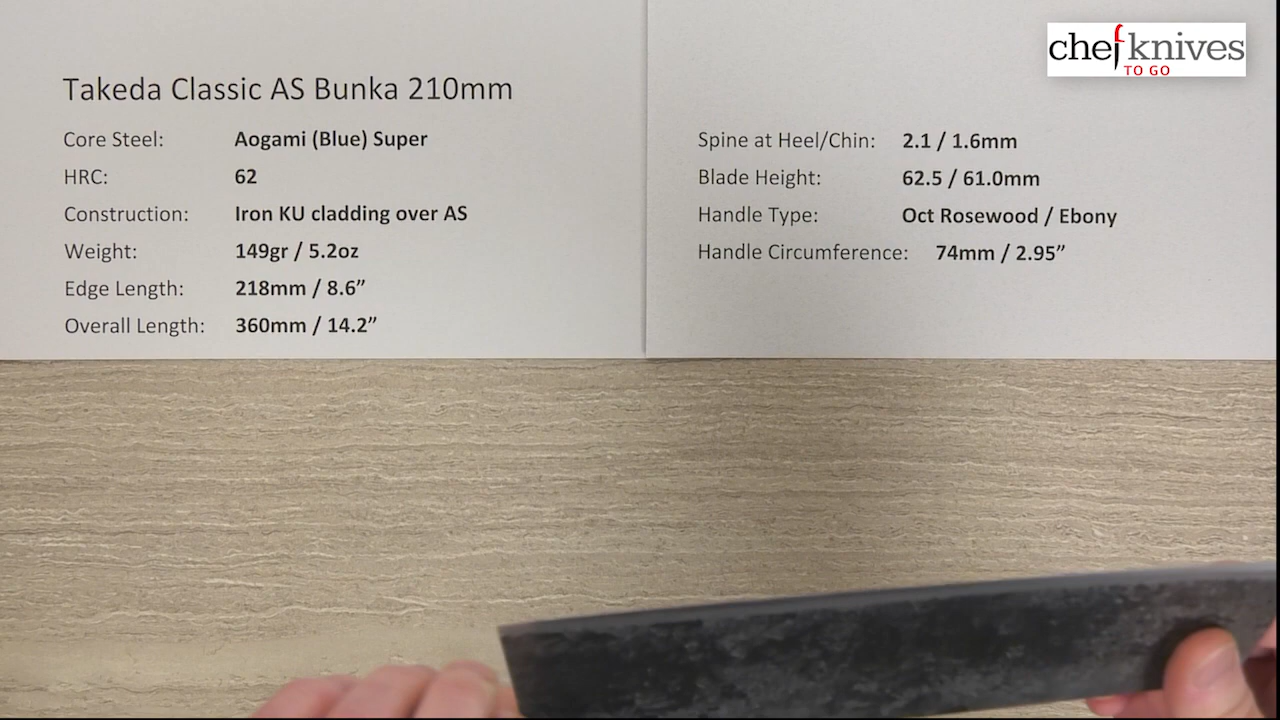 chefknives
TO GO
Takeda Classic AS Bunka 210mm
Core Steel: Aogami (Blue) Super
HRC: 62
Construction: Iron KU cladding over AS
Weight: 149gr / 5.2oz
Edge Length: 218mm / 8.6”
Overall Length: 360mm / 14.2”
Spine at Heel/Chin: 2.1 / 1.6mm
Blade Height: 62.5 / 61.0mm
Handle Type: Oct Rosewood / Ebony
Handle Circumference: 74mm / 2.95”